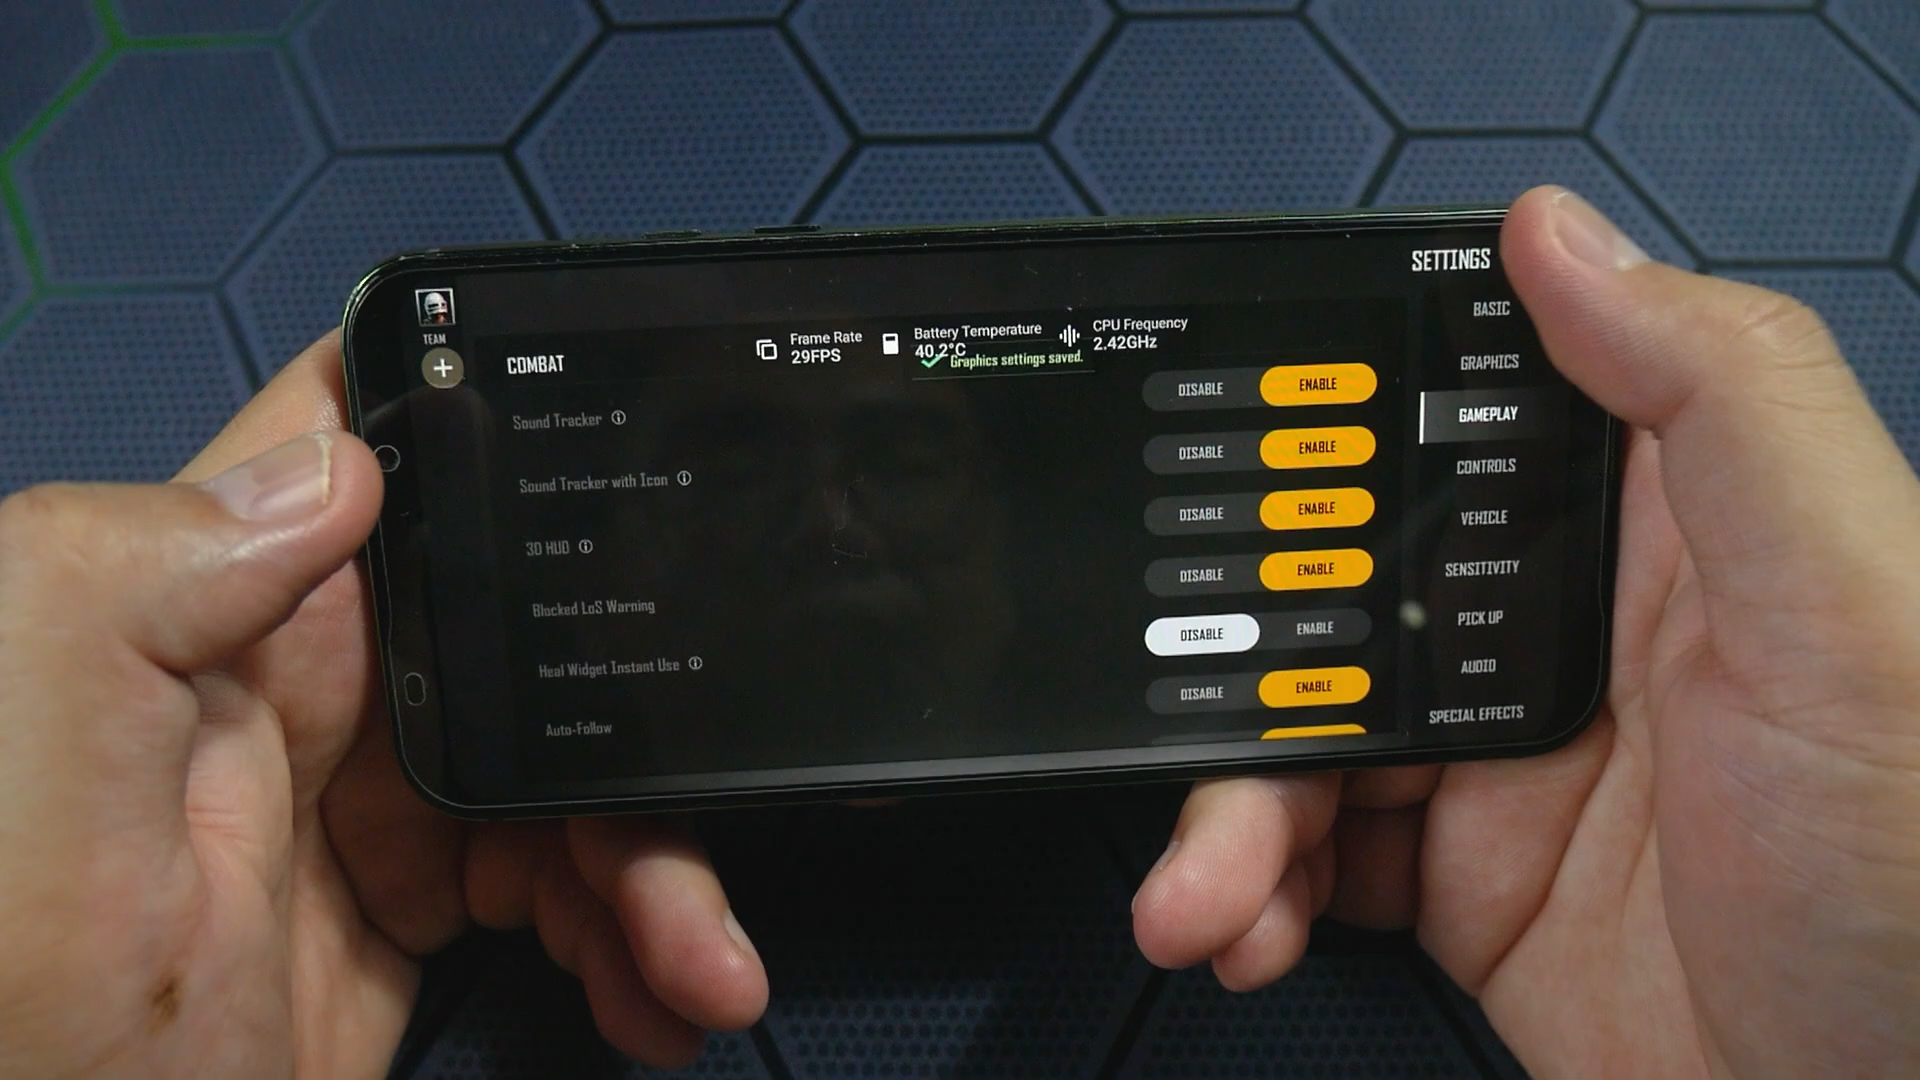 SETTINGS
TEAM
Frame Rate
29FPS
Battery Temperature
40.2°C
CPU Frequency
2.42GHz
Graphics settings saved.
COMBAT
DISABLE ENABLE
Sound Tracker
DISABLE ENABLE
Sound Tracker with Icon
DISABLE ENABLE
3D HUD
DISABLE ENABLE
Blocked LoS Warning
DISABLE ENABLE
Heal Widget Instant Use
DISABLE ENABLE
Auto-Follow
BASIC
GRAPHICS
GAMEPLAY
CONTROLS
VEHICLE
SENSITIVITY
PICK UP
AUDIO
SPECIAL EFFECTS